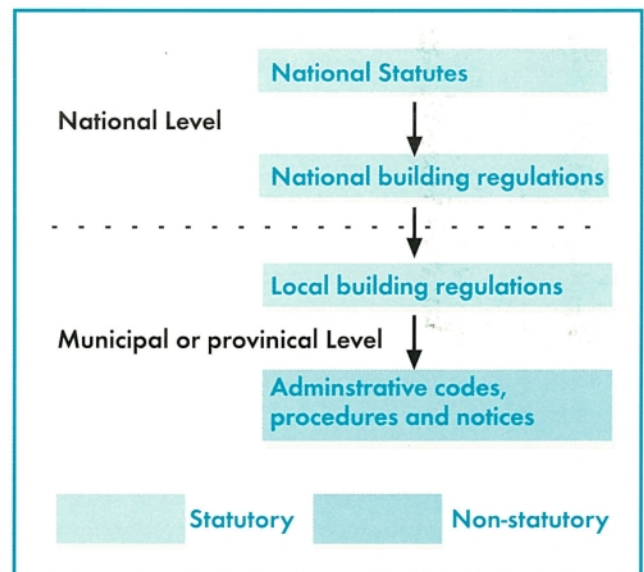 National Statutes
National Level
National building regulations
Local building regulations
Municipal or provinical Level
Adminstrative codes,
procedures and notices
Statutory
Non-statutory